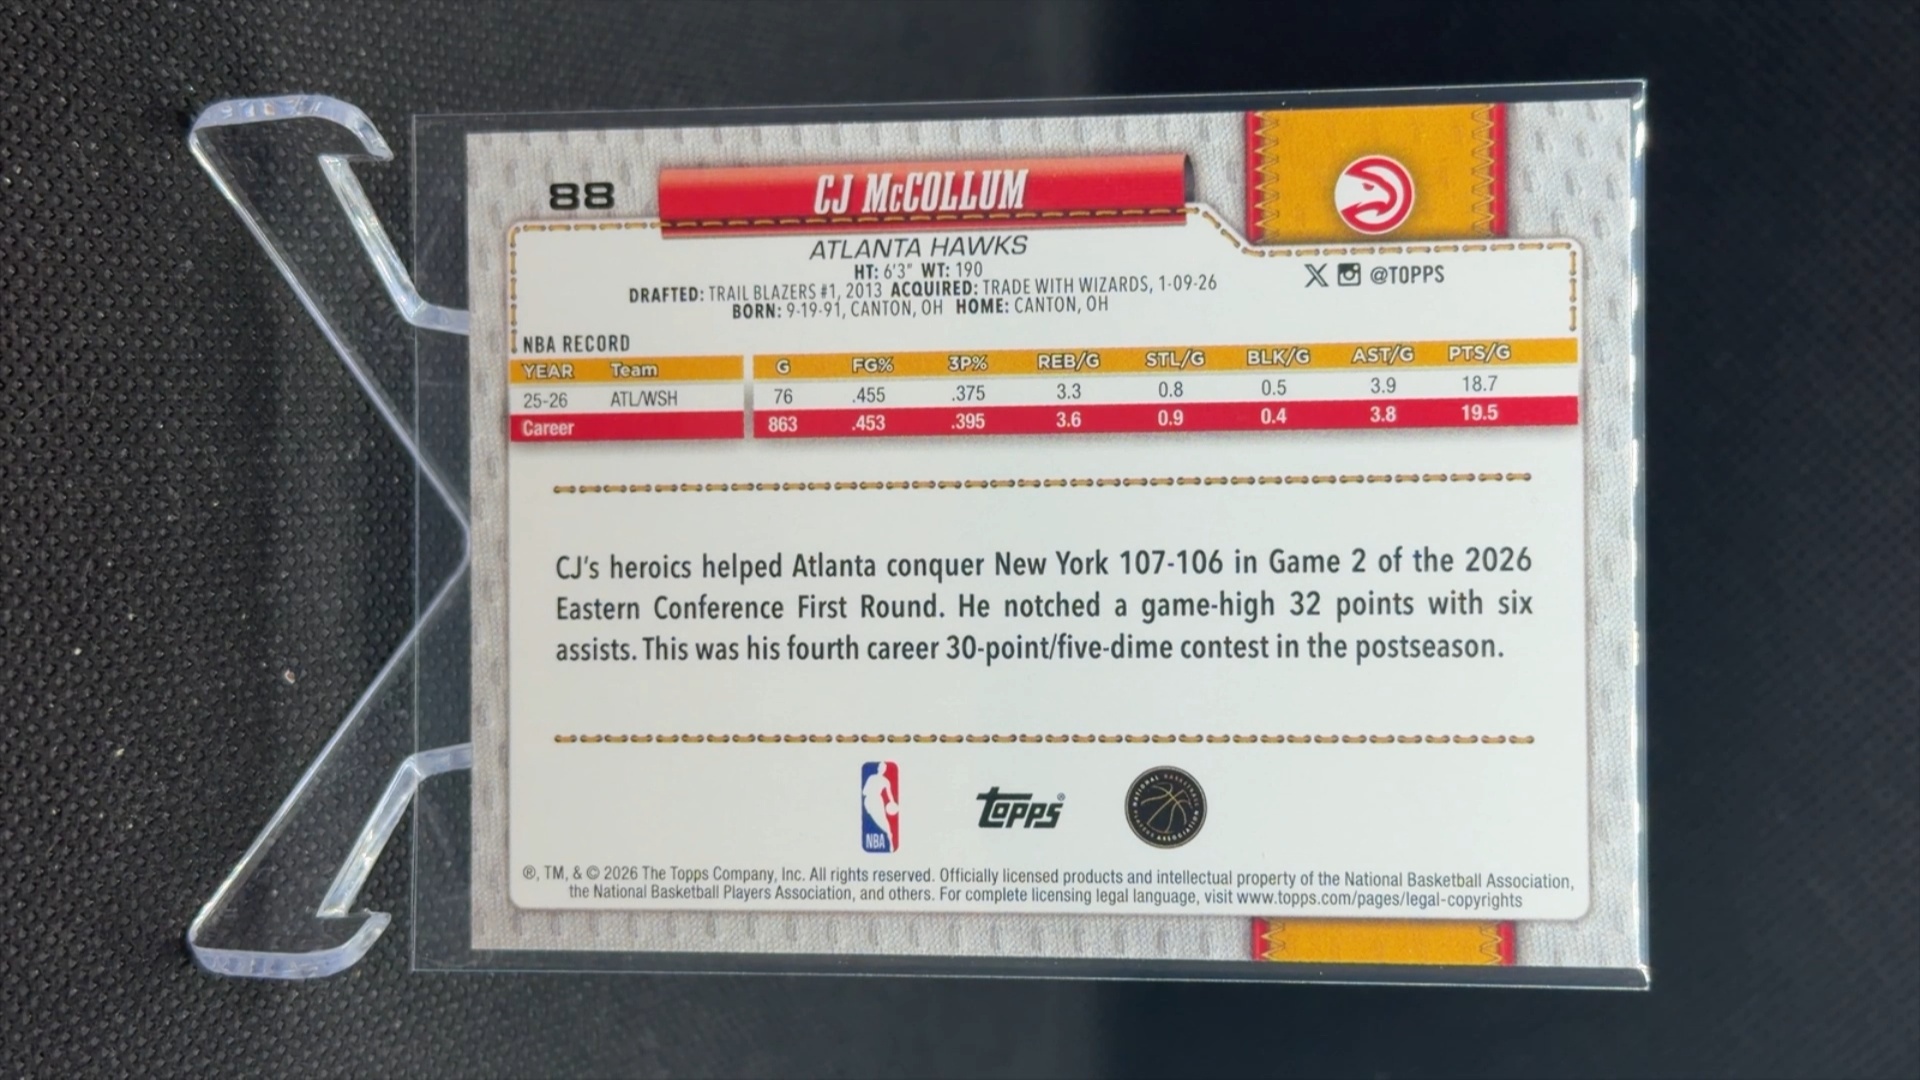 88
CJ McCOLLUM
ATLANTA HAWKS
HT: 6'3" WT: 190
DRAFTED: TRAIL BLAZERS #1, 2013 ACQUIRED: TRADE WITH WIZARDS, 1-09-26
BORN: 9-19-91, CANTON, OH HOME: CANTON, OH
@TOPPS
NBA RECORD
YEAR Team G FG% 3P% REB/G STL/G BLK/G AST/G PTS/G
25-26 ATL/WSH 76 .455 .375 3.3 0.8 0.5 3.9 18.7
Career 863 .453 .395 3.6 0.9 0.4 3.8 19.5
CJ's heroics helped Atlanta conquer New York 107-106 in Game 2 of the 2026
Eastern Conference First Round. He notched a game-high 32 points with six
assists. This was his fourth career 30-point/five-dime contest in the postseason.
NBA
topps®
NATIONAL BASKETBALL PLAYERS ASSOCIATION
®, TM, & © 2026 The Topps Company, Inc. All rights reserved. Officially licensed products and intellectual property of the National Basketball Association,
the National Basketball Players Association, and others. For complete licensing legal language, visit www.topps.com/pages/legal-copyrights